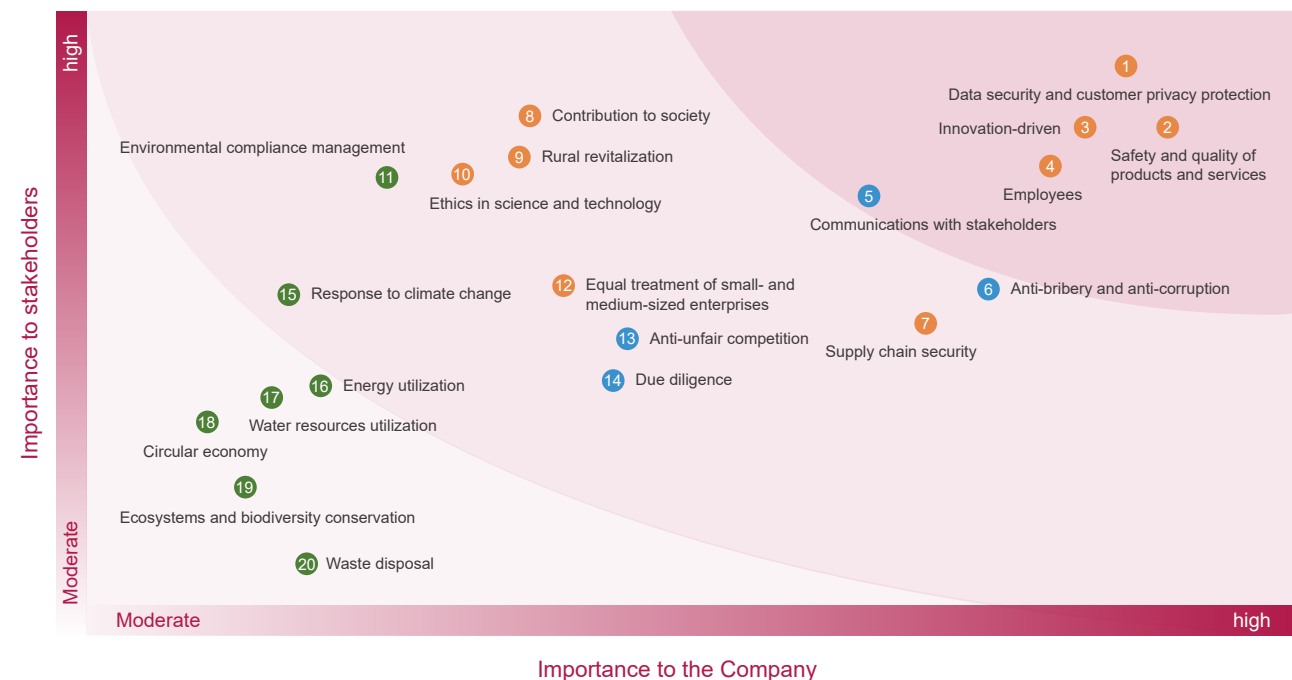 high
Importance to stakeholders
Moderate
1
Data security and customer privacy protection
8 Contribution to society
Innovation-driven 3
2
Safety and quality of
products and services
Environmental compliance management
11
9 Rural revitalization
10
Ethics in science and technology
4
Employees
5
Communications with stakeholders
15 Response to climate change
12 Equal treatment of small- and
medium-sized enterprises
6 Anti-bribery and anti-corruption
13 Anti-unfair competition
7
Supply chain security
14 Due diligence
16 Energy utilization
17
Water resources utilization
18
Circular economy
19
Ecosystems and biodiversity conservation
20 Waste disposal
Moderate
high
Importance to the Company